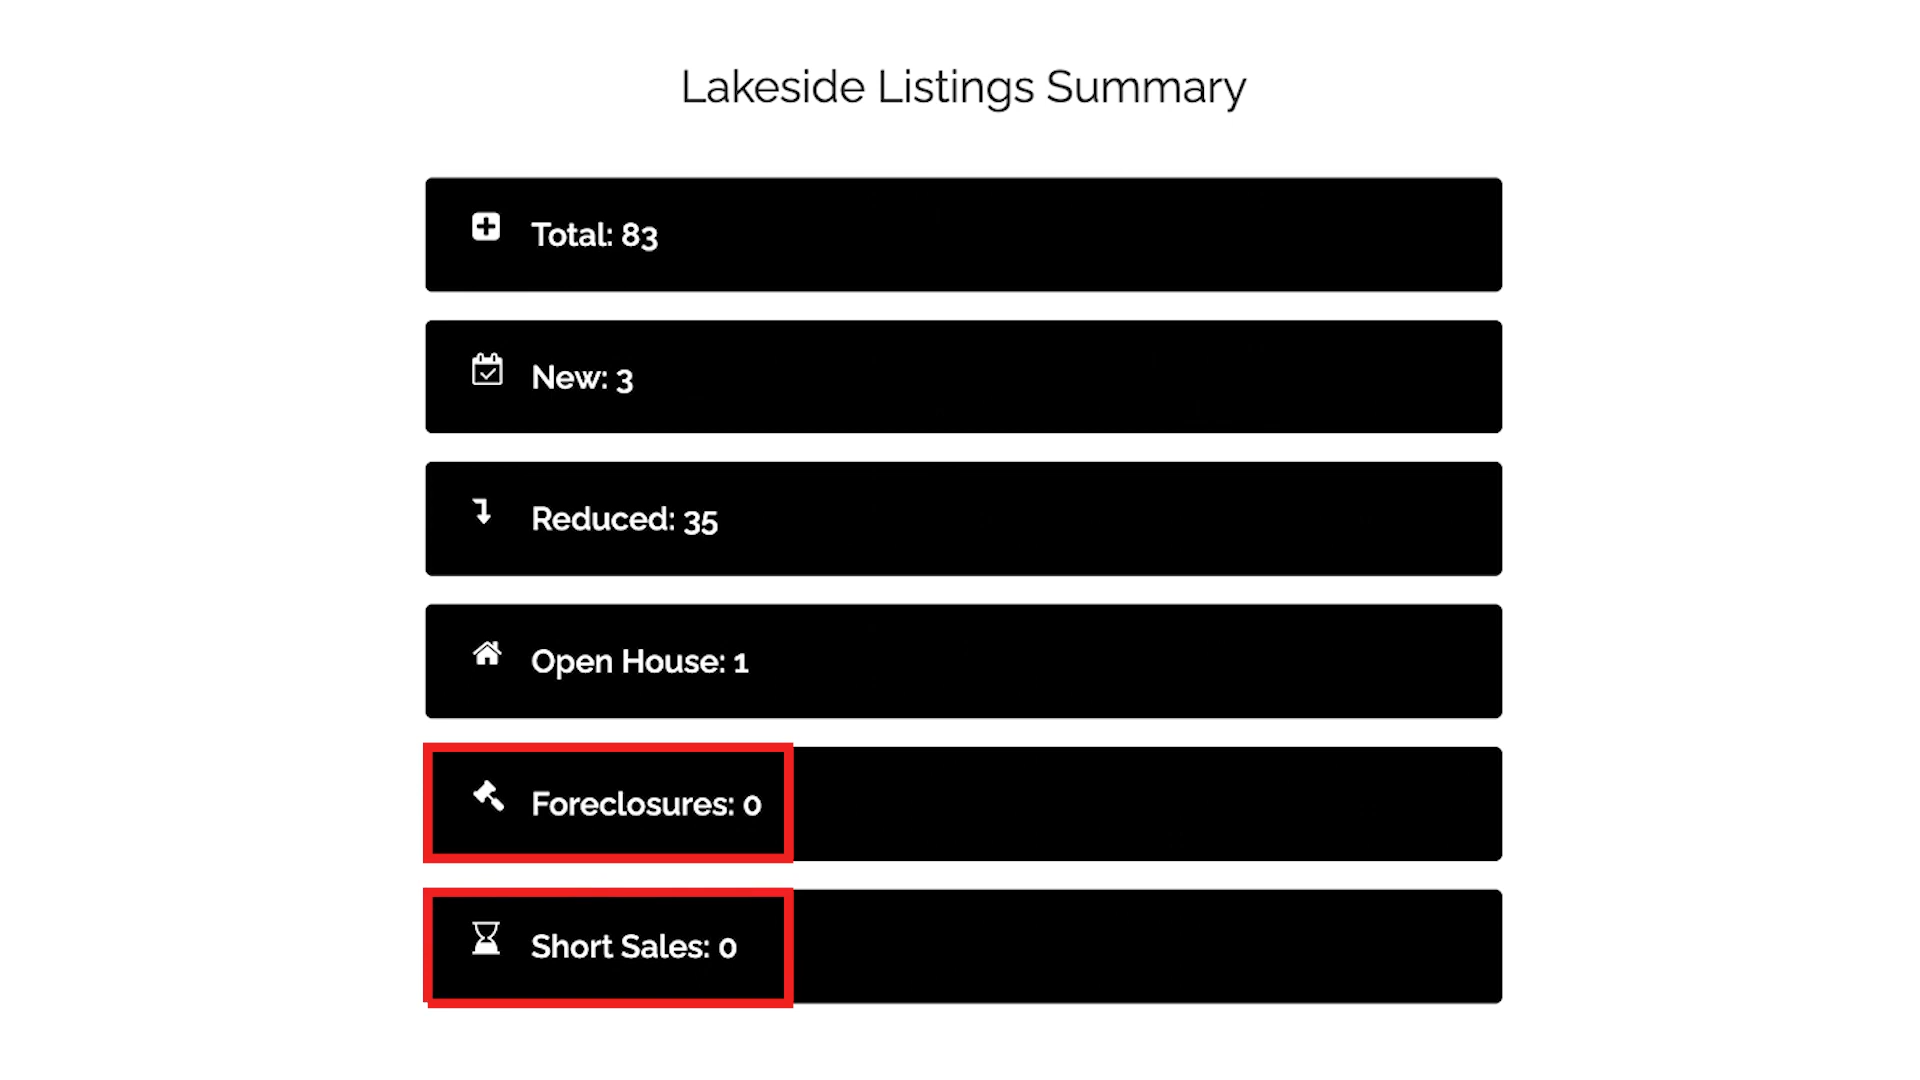 Lakeside Listings Summary
Total: 83
New: 3
Reduced: 35
Open House: 1
Foreclosures: 0
Short Sales: 0